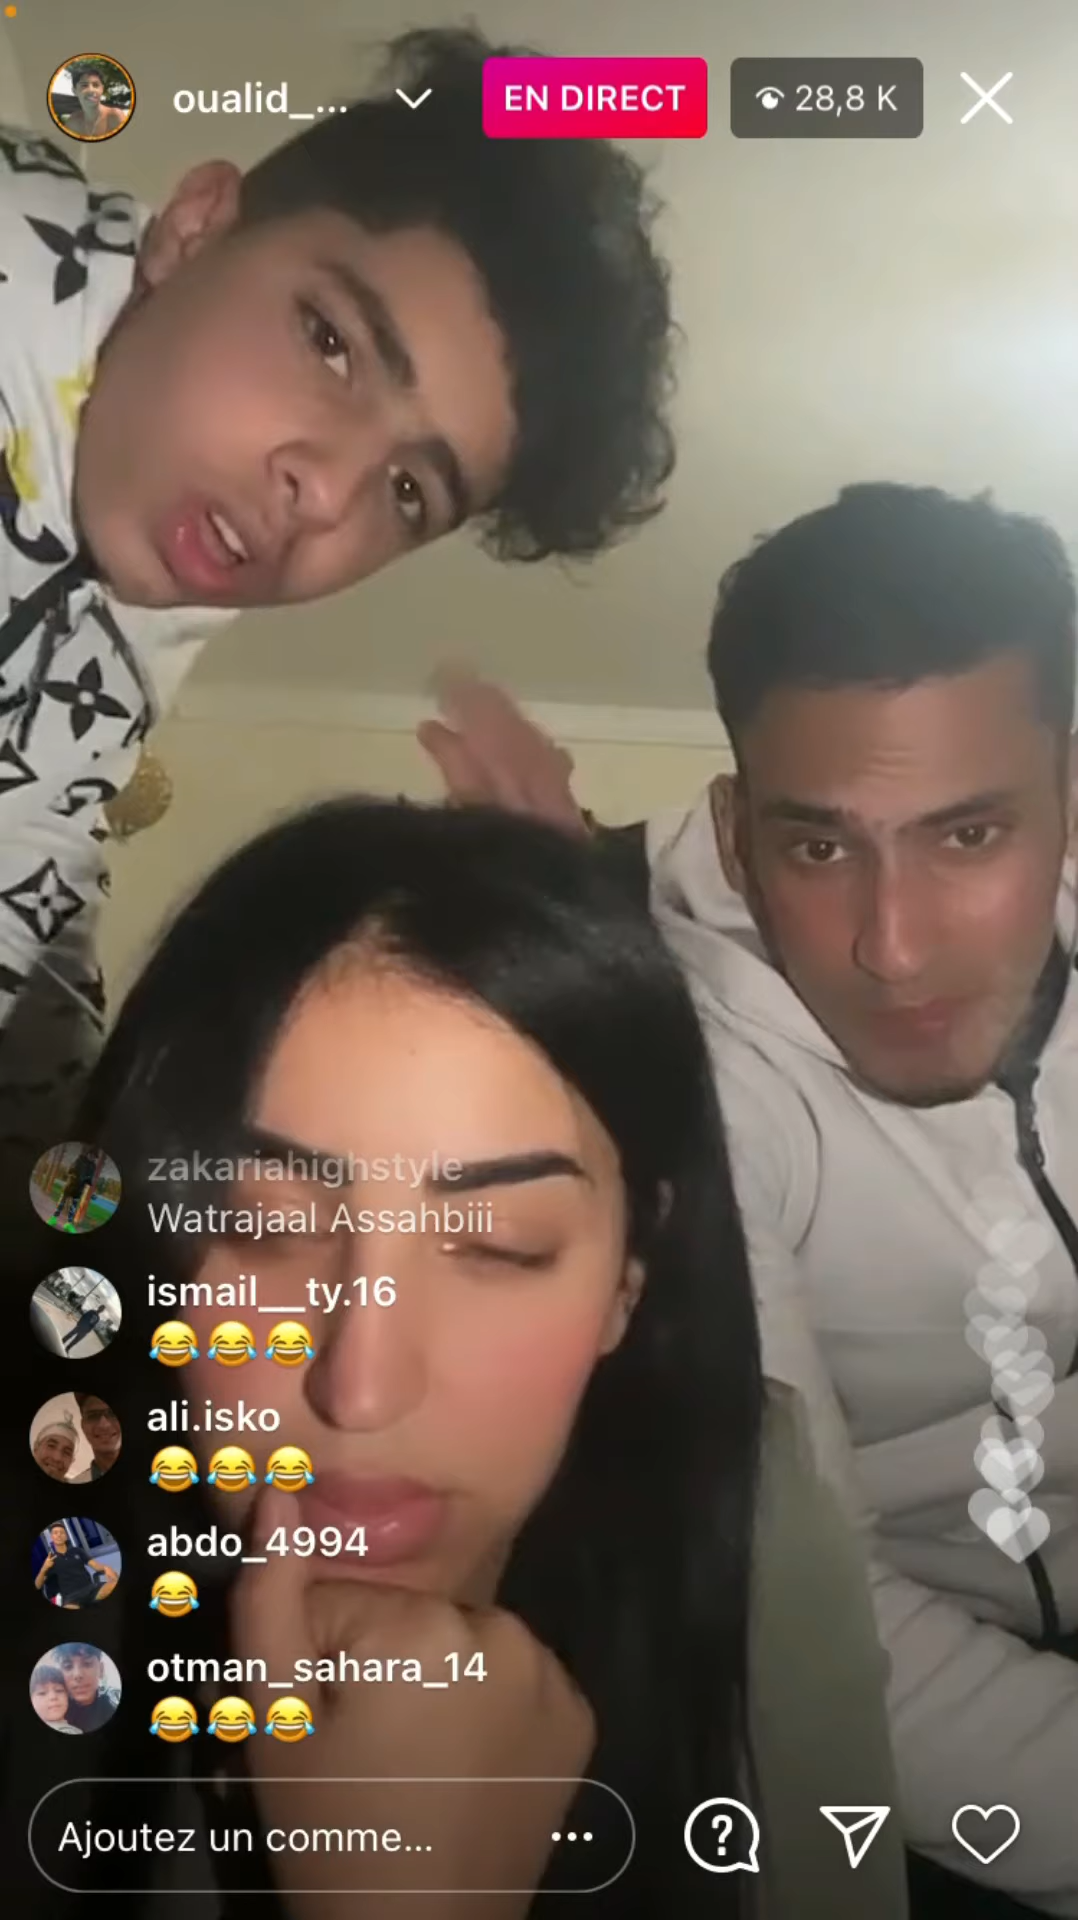 oualid_...
EN DIRECT
28,8 K
zakariahighstyle
Watrajaal Assahbiii
ismail__ty.16
😂😂😂
ali.isko
😂😂😂
abdo_4994
😂
otman_sahara_14
😂😂😂
Ajoutez un comme...